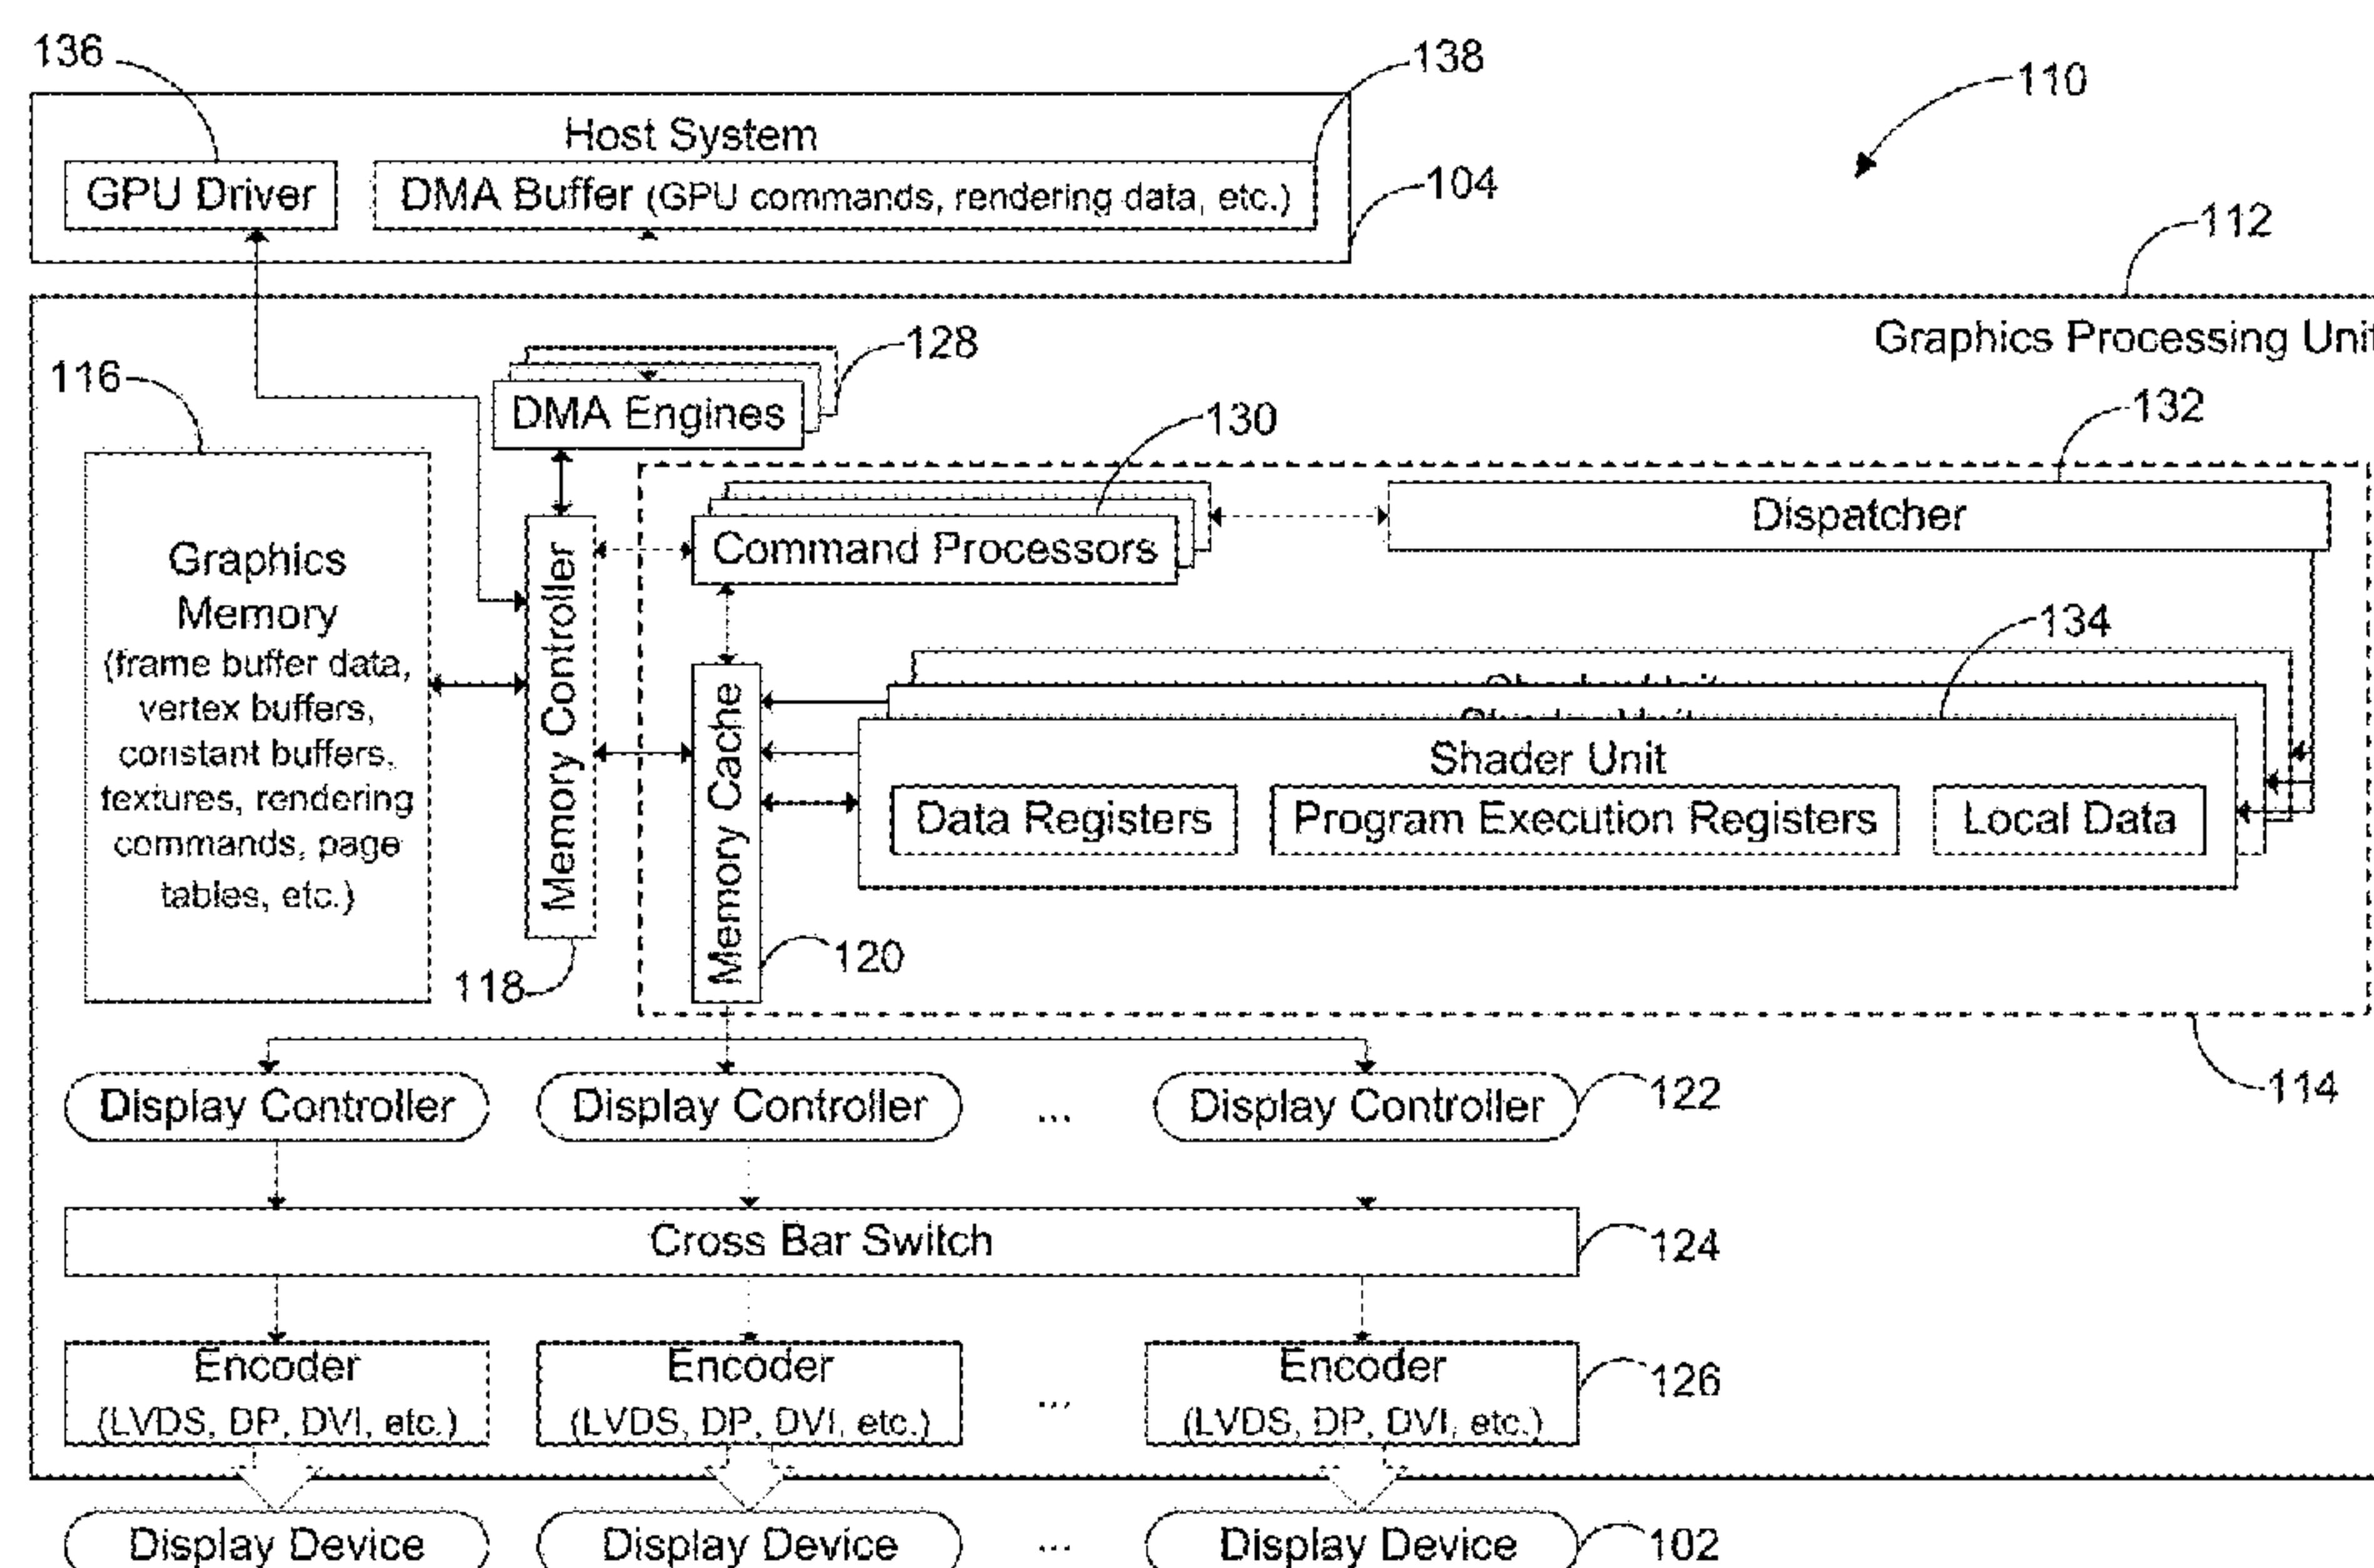 136
138
110
Host System
GPU Driver
DMA Buffer (GPU commands, rendering data, etc.)
104
112
Graphics Processing Unit
128
116
DMA Engines
130
132
Dispatcher
Command Processors
Graphics
Memory
(frame buffer data,
vertex buffers,
constant buffers,
textures, rendering
commands, page
tables, etc.)
Memory Controller
118
134
Shader Unit
Shader Unit
Shader Unit
Data Registers
Program Execution Registers
Local Data
Memory Cache
120
114
Display Controller
Display Controller
...
Display Controller
122
Cross Bar Switch
124
Encoder
(LVDS, DP, DVI, etc.)
Encoder
(LVDS, DP, DVI, etc.)
...
Encoder
(LVDS, DP, DVI, etc.)
126
Display Device
Display Device
...
Display Device
102